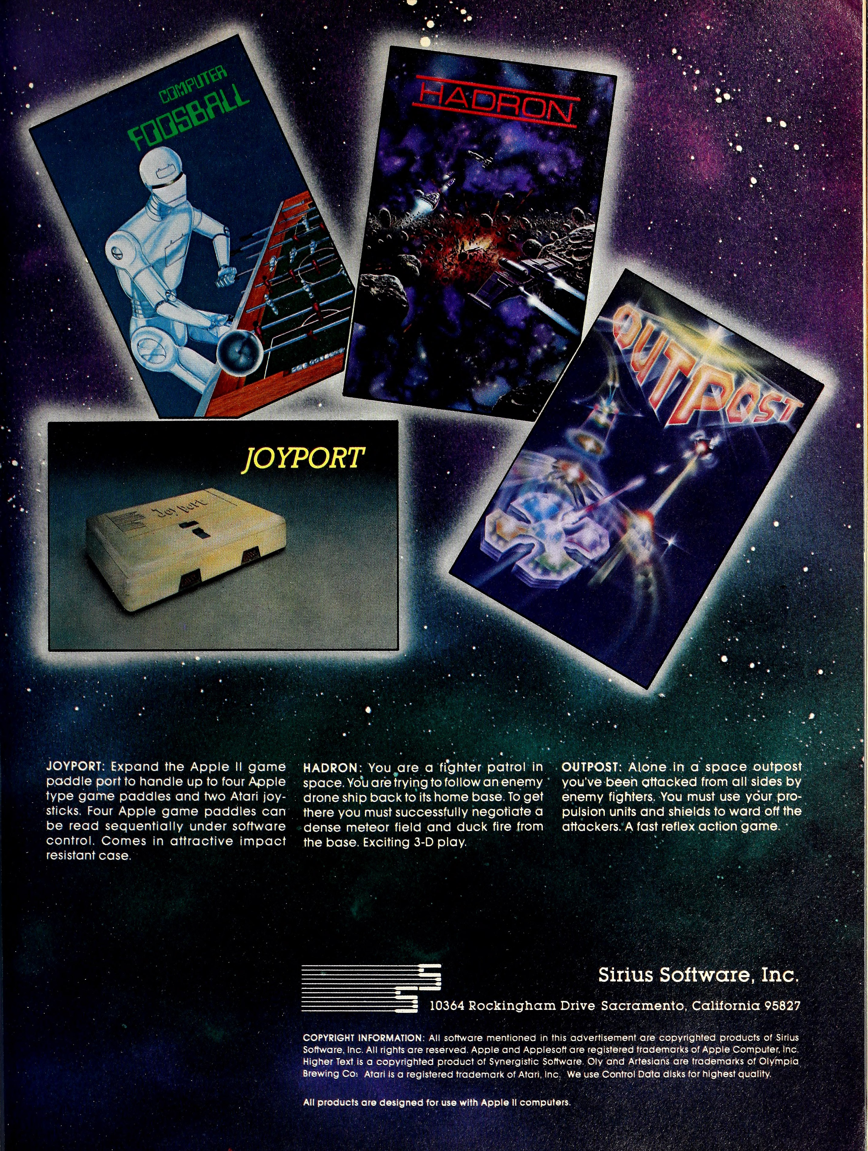 COMPUTER
FOOSBALL
HADRON
OUTPOST
JOYPORT
Joyport
JOYPORT: Expand the Apple II game
paddle port to handle up to four Apple
type game paddles and two Atari joy-
sticks. Four Apple game paddles can
be read sequentially under software
control. Comes in attractive impact
resistant case.
HADRON: You are a fighter patrol in
space. You are trying to follow an enemy
drone ship back to its home base. To get
there you must successfully negotiate a
dense meteor field and duck fire from
the base. Exciting 3-D play.
OUTPOST: Alone in a space outpost
you've been attacked from all sides by
enemy fighters. You must use your pro-
pulsion units and shields to ward off the
attackers. A fast reflex action game.
Sirius Software, Inc.
10364 Rockingham Drive Sacramento, California 95827
COPYRIGHT INFORMATION: All software mentioned in this advertisement are copyrighted products of Sirius
Software, Inc. All rights are reserved. Apple and Applesoft are registered trademarks of Apple Computer, Inc.
Higher Text is a copyrighted product of Synergistic Software. Oly and Artesians are trademarks of Olympia
Brewing Co. Atari is a registered trademark of Atari, Inc. We use Control Data disks for highest quality.
All products are designed for use with Apple II computers.